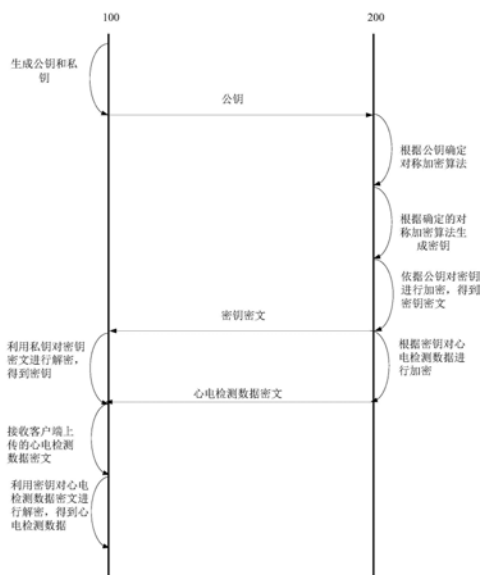 100
200
生成公钥和私
钥
公钥
根据公钥确定
对称加密算法
根据确定的对
称加密算法生
成密钥
依据公钥对密钥
进行加密，得到
密钥密文
密钥密文
利用私钥对密钥
密文进行解密，
得到密钥
根据密钥对心
电检测数据进
行加密
心电检测数据密文
接收客户端上
传的心电检测
数据密文
利用密钥对心电
检测数据密文进
行解密，得到心
电检测数据